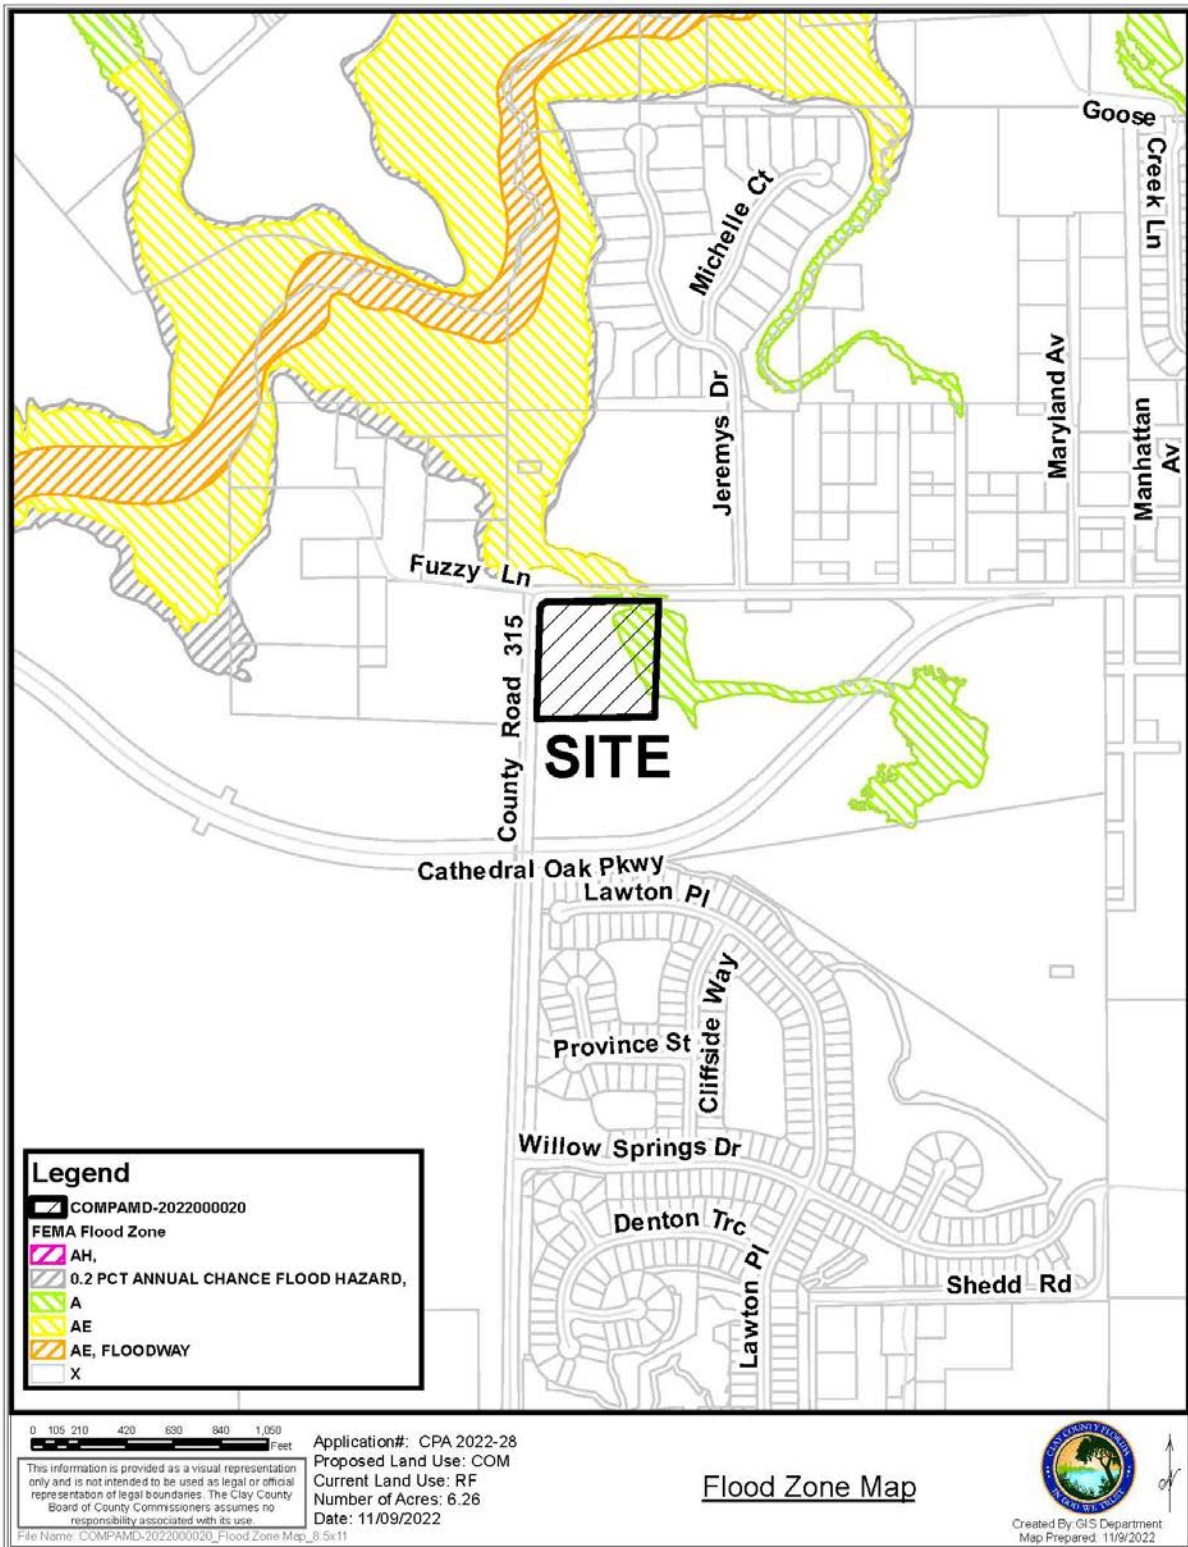 Goose
Creek Ln
Michelle Ct
Maryland Av
Manhattan
Av
Jeremys Dr
Fuzzy Ln
County Road 315
SITE
Cathedral Oak Pkwy
Lawton Pl
Cliffside Way
Province St
Willow Springs Dr
Denton Trc
Lawton Pl
Shedd Rd
Legend
COMPAMD-2022000020
FEMA Flood Zone
AH,
0.2 PCT ANNUAL CHANCE FLOOD HAZARD,
A
AE
AE, FLOODWAY
X
0 105 210 420 630 840 1,050
Feet
This information is provided as a visual representation
only and is not intended to be used as legal or official
representation of legal boundaries. The Clay County
Board of County Commissioners assumes no
responsibility associated with its use.
File Name: COMPAMD-2022000020_Flood Zone Map_8.5x11
Application#: CPA 2022-28
Proposed Land Use: COM
Current Land Use: RF
Number of Acres: 6.26
Date: 11/09/2022
Flood Zone Map
CLAY COUNTY FLORIDA
IN GOD WE TRUST
N
Created By: GIS Department
Map Prepared: 11/9/2022